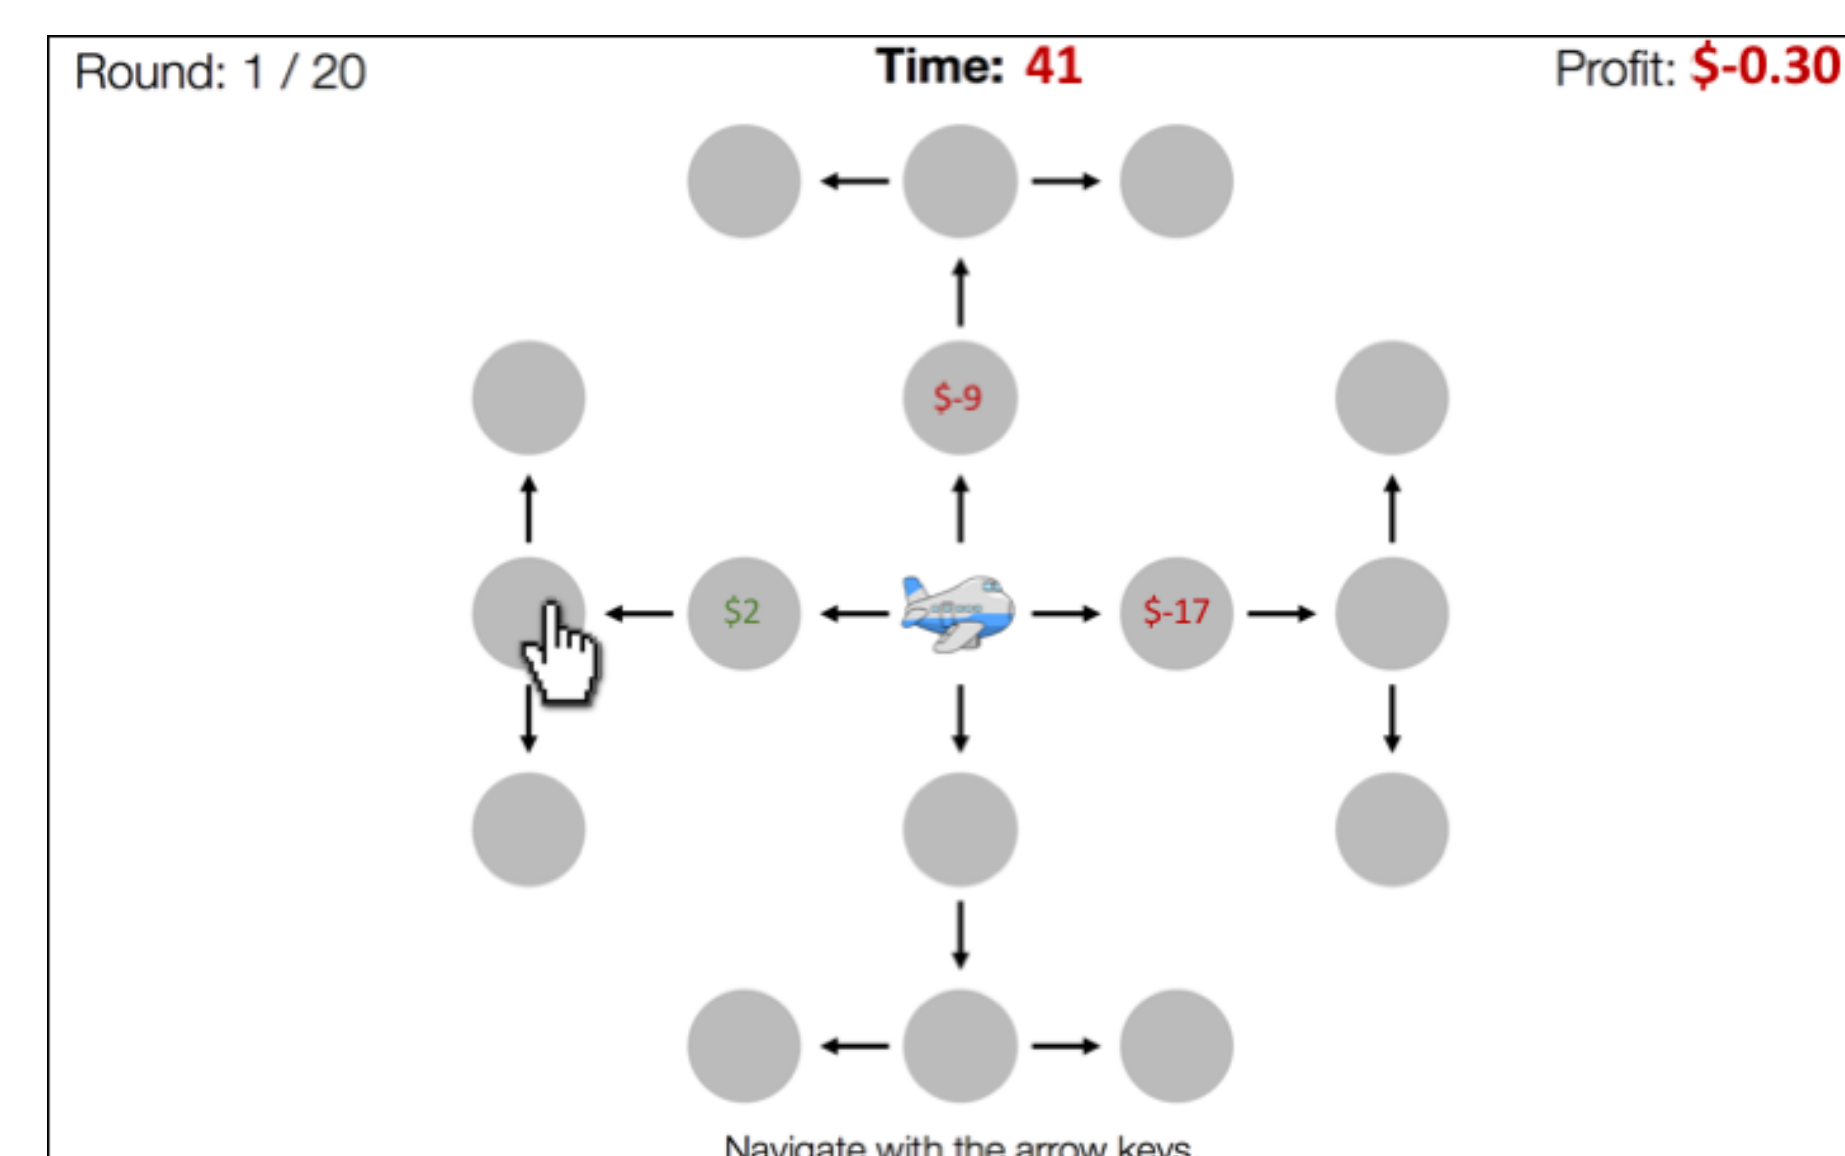 Round: 1 / 20
Time: 41
Profit: $-0.30
$-9
$2
$-17
Navigate with the arrow keys